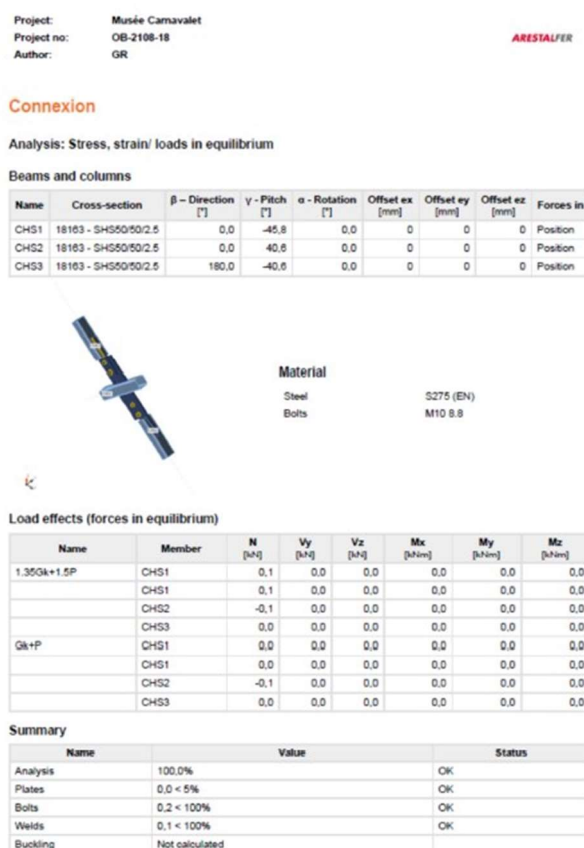 Project: Musée Carnavalet
Project no: OB-2108-18
Author: GR
ARESTALFER
Connexion
Analysis: Stress, strain/ loads in equilibrium
Beams and columns
Name Cross-section β – Direction [°] γ - Pitch [°] α - Rotation [°] Offset ex [mm] Offset ey [mm] Offset ez [mm] Forces in
CHS1 18163 - SHS50/50/2.5 0,0 -45,8 0,0 0 0 0 Position
CHS2 18163 - SHS50/50/2.5 0,0 40,6 0,0 0 0 0 Position
CHS3 18163 - SHS50/50/2.5 180,0 -40,6 0,0 0 0 0 Position
Material
Steel S275 (EN)
Bolts M10 8.8
Load effects (forces in equilibrium)
Name Member N [kN] Vy [kN] Vz [kN] Mx [kNm] My [kNm] Mz [kNm]
1.35Gk+1.5P CHS1 0,1 0,0 0,0 0,0 0,0 0,0
CHS1 0,1 0,0 0,0 0,0 0,0 0,0
CHS2 -0,1 0,0 0,0 0,0 0,0 0,0
CHS3 0,0 0,0 0,0 0,0 0,0 0,0
Gk+P CHS1 0,0 0,0 0,0 0,0 0,0 0,0
CHS1 0,0 0,0 0,0 0,0 0,0 0,0
CHS2 -0,1 0,0 0,0 0,0 0,0 0,0
CHS3 0,0 0,0 0,0 0,0 0,0 0,0
Summary
Name Value Status
Analysis 100,0% OK
Plates 0,0 < 5% OK
Bolts 0,2 < 100% OK
Welds 0,1 < 100% OK
Buckling Not calculated